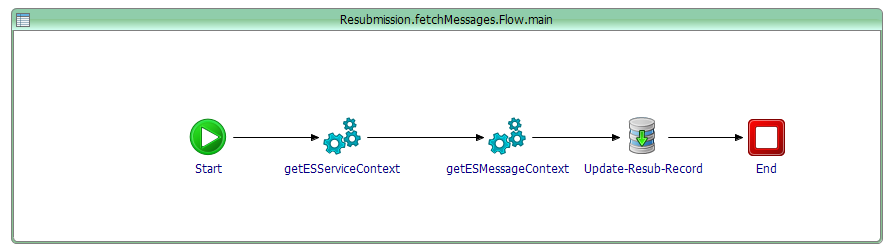 Resubmission.fetchMessages.Flow.main
Start
getESServiceContext
getESMessageContext
Update-Resub-Record
End